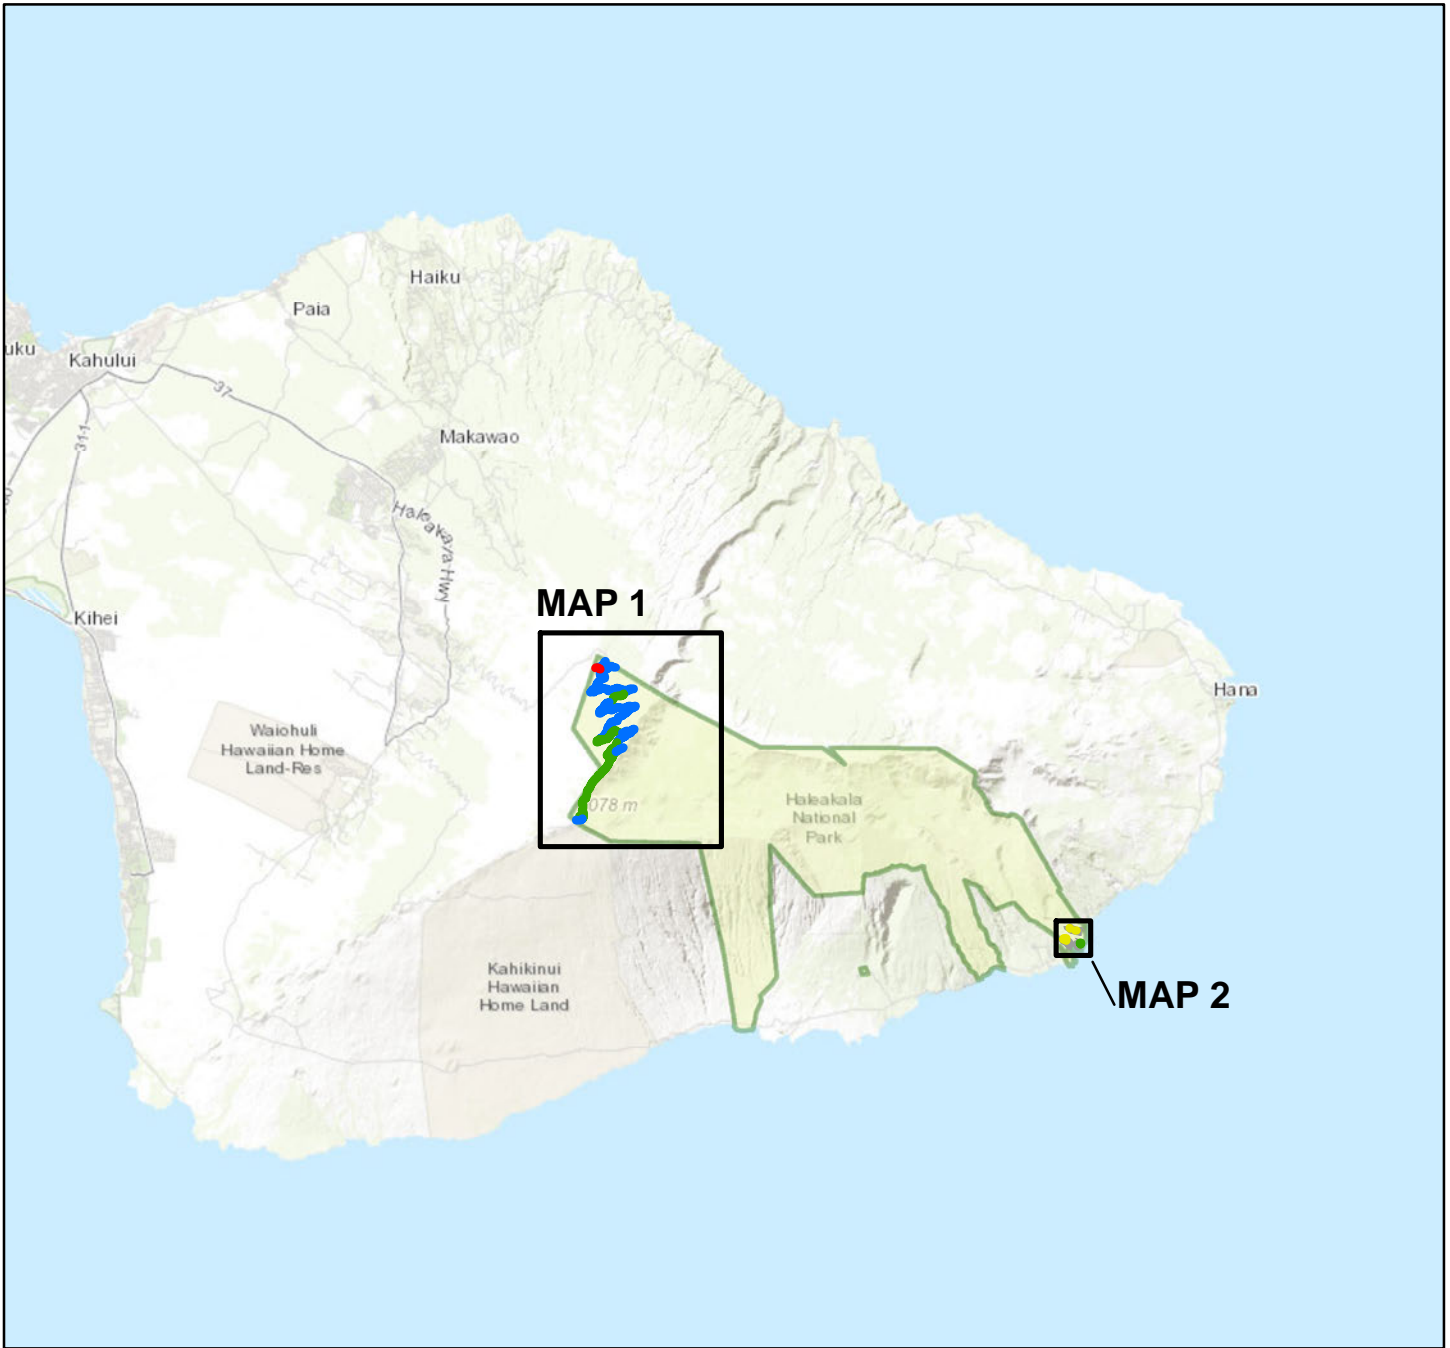 Haiku
Paia
uku
Kahului
37
311
Makawao
Haleakala Hwy
MAP 1
Kihei
Hana
Waiohuli
Hawaiian Home
Land-Res
078 m
Haleakala
National
Park
Kahikinui
Hawaiian
Home Land
MAP 2